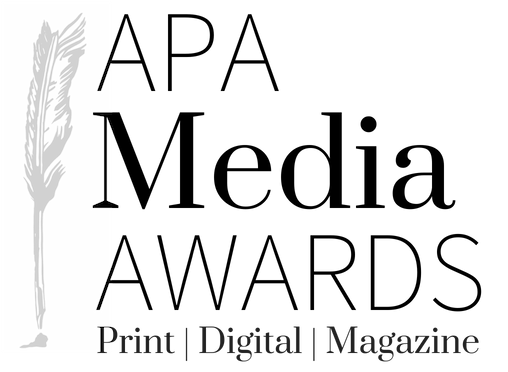 APA
Media
AWARDS
Print | Digital | Magazine